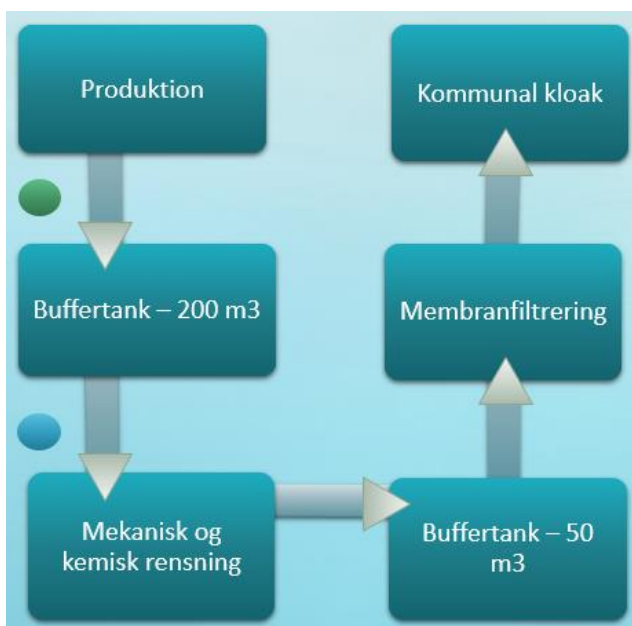 Produktion
Buffertank – 200 m3
Mekanisk og
kemisk rensning
Buffertank – 50
m3
Membranfiltrering
Kommunal kloak